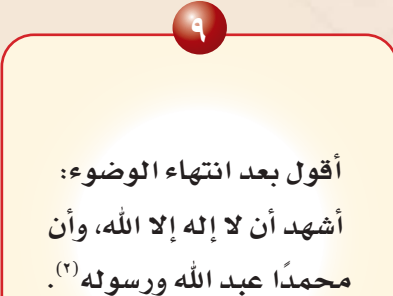 ٩
أقول بعد انتهاء الوضوء:
أشهد أن لا إله إلا الله، وأن
محمدًا عبد الله ورسوله(٢).